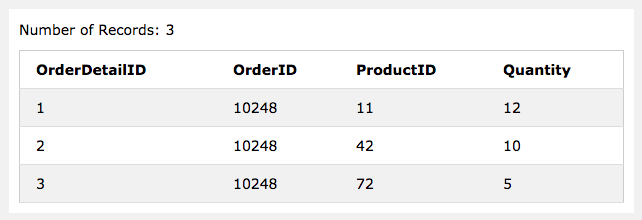 Number of Records: 3
OrderDetailID OrderID ProductID Quantity
1 10248 11 12
2 10248 42 10
3 10248 72 5